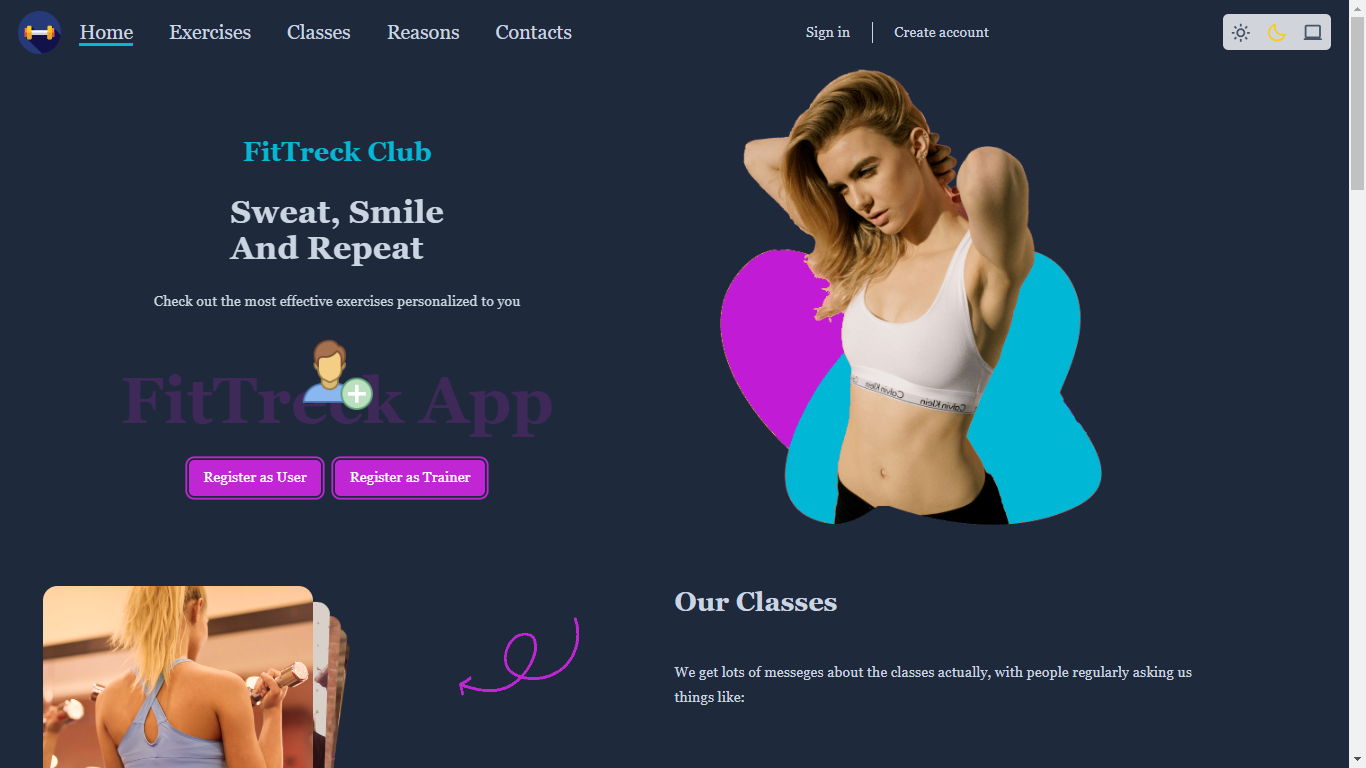 Home Exercises Classes Reasons Contacts Sign in Create account
FitTreck Club
Sweat, Smile
And Repeat
Check out the most effective exercises personalized to you
FitTreck App
Register as User Register as Trainer
Calvin Klein
Calvin Klein
Our Classes
We get lots of messeges about the classes actually, with people regularly asking us
things like: